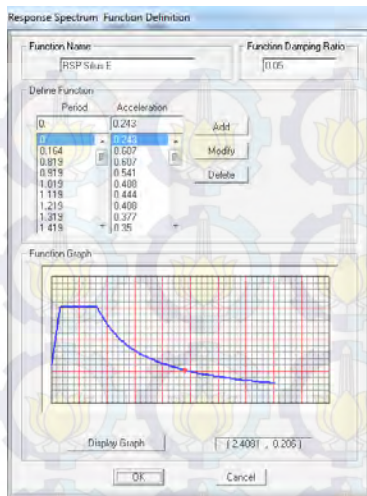 Response Spectrum Function Definition
Function Name
Function Damping Ratio
RSP Situs E
0.05
Define Function
Period Acceleration
0. 0.243
Add
0. 0.243
0.164 0.607
Modify
0.819 0.607
0.919 0.541
Delete
1.019 0.488
1.119 0.444
1.219 0.408
1.319 0.377
1.419 0.35
Function Graph
Display Graph
(2.4081 , 0.206)
OK
Cancel